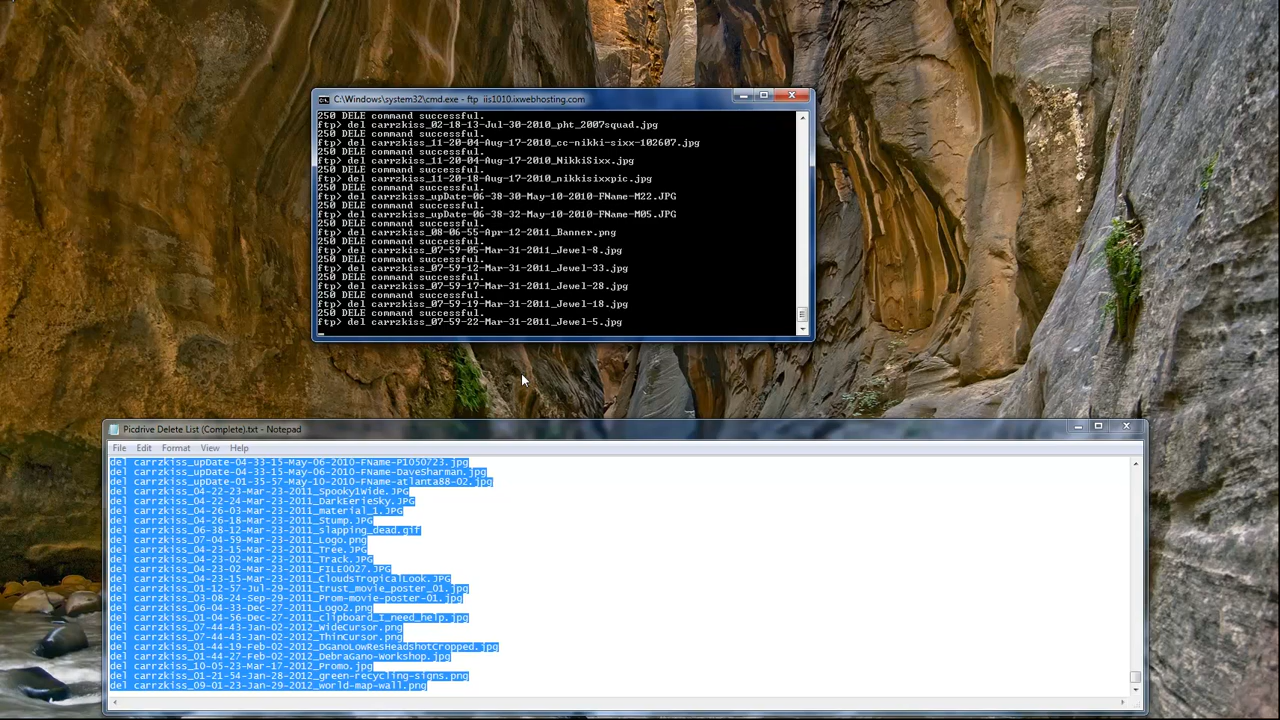 C:\Windows\system32\cmd.exe - ftp  iis1010.ixwebhosting.com
250 DELE command successful.
ftp> del carrzkiss_02-18-13-Jul-30-2010_pht_2007squad.jpg
250 DELE command successful.
ftp> del carrzkiss_11-20-04-Aug-17-2010_cc-nikki-sixx-102607.jpg
250 DELE command successful.
ftp> del carrzkiss_11-20-04-Aug-17-2010_NikkiSixx.jpg
250 DELE command successful.
ftp> del carrzkiss_11-20-18-Aug-17-2010_nikkisixxpic.jpg
250 DELE command successful.
ftp> del carrzkiss_upDate-06-38-30-May-10-2010-FName-M22.JPG
250 DELE command successful.
ftp> del carrzkiss_upDate-06-38-32-May-10-2010-FName-M05.JPG
250 DELE command successful.
ftp> del carrzkiss_08-06-55-Apr-12-2011_Banner.png
250 DELE command successful.
ftp> del carrzkiss_07-59-05-Mar-31-2011_Jewel-8.jpg
250 DELE command successful.
ftp> del carrzkiss_07-59-12-Mar-31-2011_Jewel-33.jpg
250 DELE command successful.
ftp> del carrzkiss_07-59-17-Mar-31-2011_Jewel-28.jpg
250 DELE command successful.
ftp> del carrzkiss_07-59-19-Mar-31-2011_Jewel-18.jpg
250 DELE command successful.
ftp> del carrzkiss_07-59-22-Mar-31-2011_Jewel-5.jpg
Picdrive Delete List (Complete).txt - Notepad
File Edit Format View Help
del carrzkiss_upDate-04-33-15-May-06-2010-FName-P1050723.jpg
del carrzkiss_upDate-04-33-15-May-06-2010-FName-DaveSharman.jpg
del carrzkiss_upDate-01-35-57-May-10-2010-FName-atlanta88-02.jpg
del carrzkiss_04-22-23-Mar-23-2011_Spooky1Wide.JPG
del carrzkiss_04-22-24-Mar-23-2011_DarkEerieSky.JPG
del carrzkiss_04-26-03-Mar-23-2011_material_1.JPG
del carrzkiss_04-26-18-Mar-23-2011_Stump.JPG
del carrzkiss_06-38-12-Mar-23-2011_slapping_dead.gif
del carrzkiss_07-04-59-Mar-23-2011_Logo.png
del carrzkiss_04-23-15-Mar-23-2011_Tree.JPG
del carrzkiss_04-23-02-Mar-23-2011_Track.JPG
del carrzkiss_04-23-02-Mar-23-2011_FILE0027.JPG
del carrzkiss_04-23-15-Mar-23-2011_CloudsTropicalLook.JPG
del carrzkiss_01-12-57-Jul-29-2011_trust_movie_poster_01.jpg
del carrzkiss_03-08-24-Sep-29-2011_Prom-movie-poster-01.jpg
del carrzkiss_06-04-33-Dec-27-2011_Logo2.png
del carrzkiss_01-04-56-Dec-27-2011_clipboard_I_need_help.jpg
del carrzkiss_07-44-43-Jan-02-2012_WideCursor.png
del carrzkiss_07-44-43-Jan-02-2012_ThinCursor.png
del carrzkiss_01-44-19-Feb-02-2012_DGanoLowResHeadshotCropped.jpg
del carrzkiss_01-44-27-Feb-02-2012_DebraGano-Workshop.jpg
del carrzkiss_10-05-23-Mar-17-2012_Promo.jpg
del carrzkiss_01-21-54-Jan-28-2012_green-recycling-signs.png
del carrzkiss_09-01-23-Jan-29-2012_world-map-wall.png